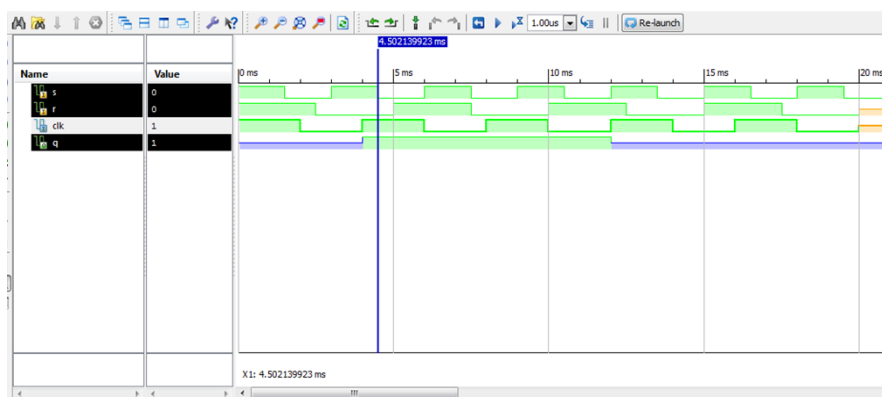 1.00us Re-launch
4.502139923 ms
Name Value 0 ms 5 ms 10 ms 15 ms 20 ms
s 0
r 0
clk 1
q 1
X1: 4.502139923 ms